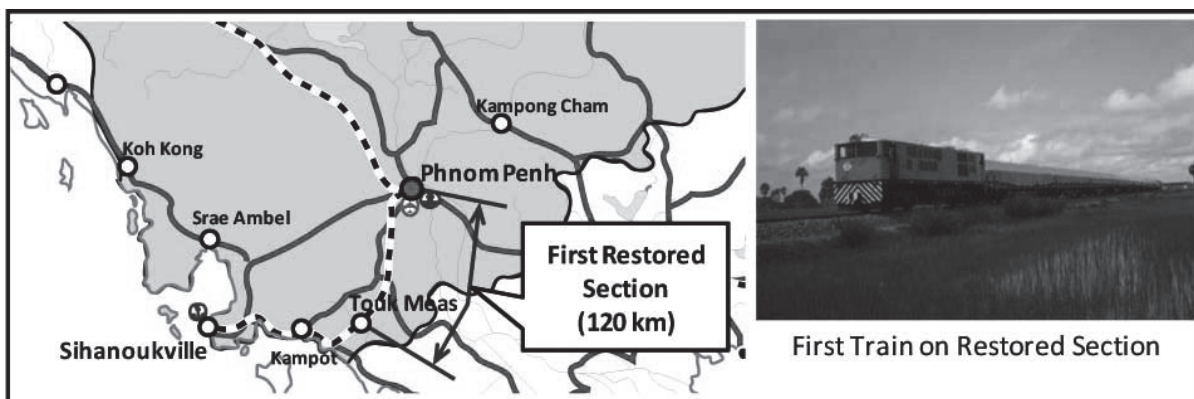 Kampong Cham
Koh Kong
Phnom Penh
Srae Ambel
First Restored
Section
(120 km)
Touk Meas
Sihanoukville
Kampot
First Train on Restored Section